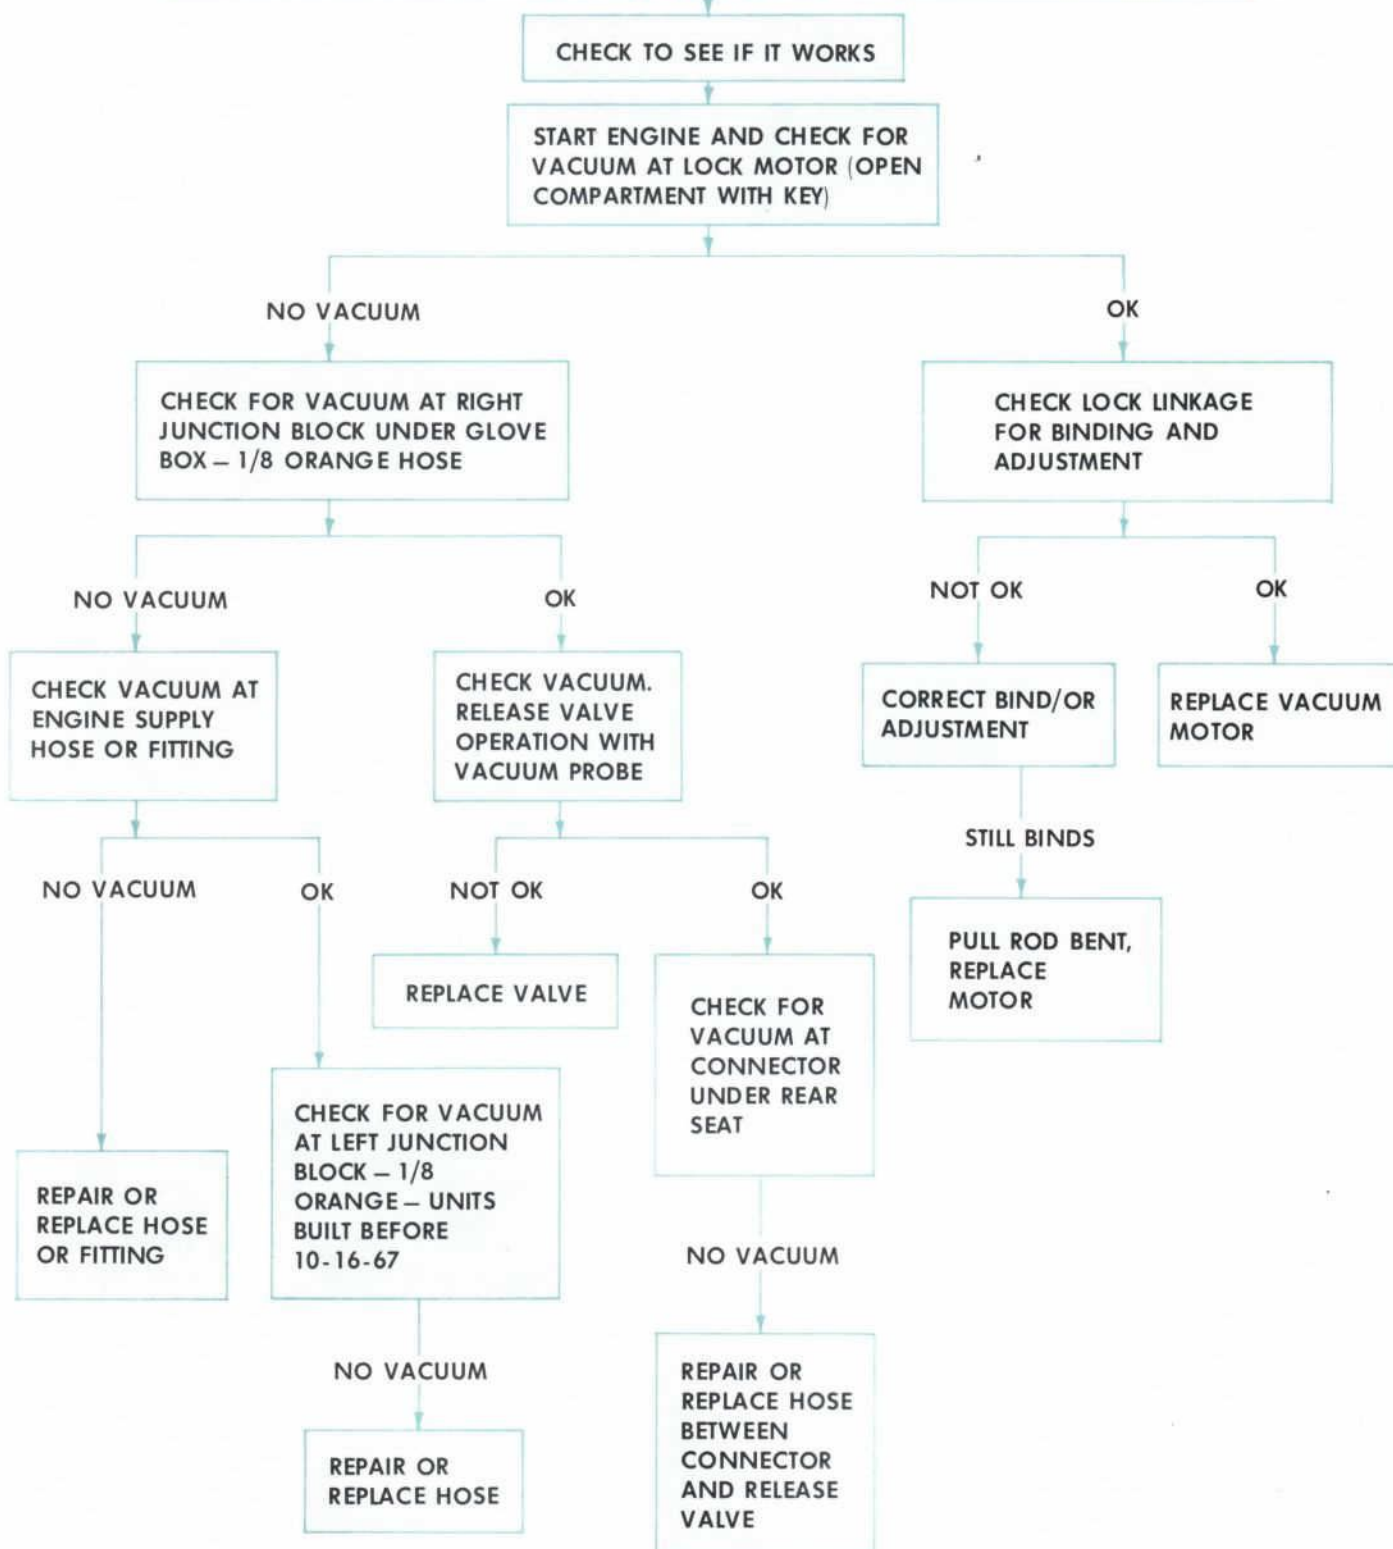 CHECK TO SEE IF IT WORKS
START ENGINE AND CHECK FOR
VACUUM AT LOCK MOTOR (OPEN
COMPARTMENT WITH KEY)
NO VACUUM
OK
CHECK FOR VACUUM AT RIGHT
JUNCTION BLOCK UNDER GLOVE
BOX – 1/8 ORANGE HOSE
CHECK LOCK LINKAGE
FOR BINDING AND
ADJUSTMENT
NO VACUUM
OK
NOT OK
OK
CHECK VACUUM AT
ENGINE SUPPLY
HOSE OR FITTING
CHECK VACUUM.
RELEASE VALVE
OPERATION WITH
VACUUM PROBE
CORRECT BIND/OR
ADJUSTMENT
REPLACE VACUUM
MOTOR
STILL BINDS
NO VACUUM
OK
NOT OK
OK
PULL ROD BENT,
REPLACE
MOTOR
REPLACE VALVE
CHECK FOR
VACUUM AT
CONNECTOR
UNDER REAR
SEAT
CHECK FOR VACUUM
AT LEFT JUNCTION
BLOCK – 1/8
ORANGE – UNITS
BUILT BEFORE
10-16-67
REPAIR OR
REPLACE HOSE
OR FITTING
NO VACUUM
NO VACUUM
REPAIR OR
REPLACE HOSE
BETWEEN
CONNECTOR
AND RELEASE
VALVE
REPAIR OR
REPLACE HOSE